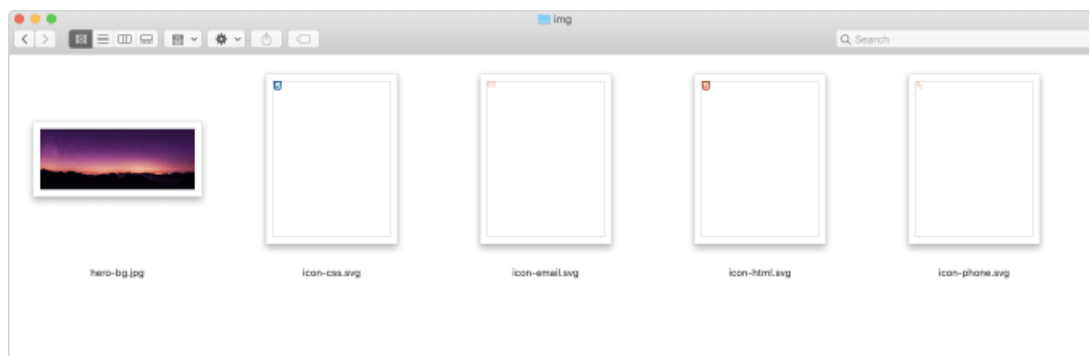 img
Search
hero-bg.jpg
icon-css.svg
icon-email.svg
icon-html.svg
icon-phone.svg